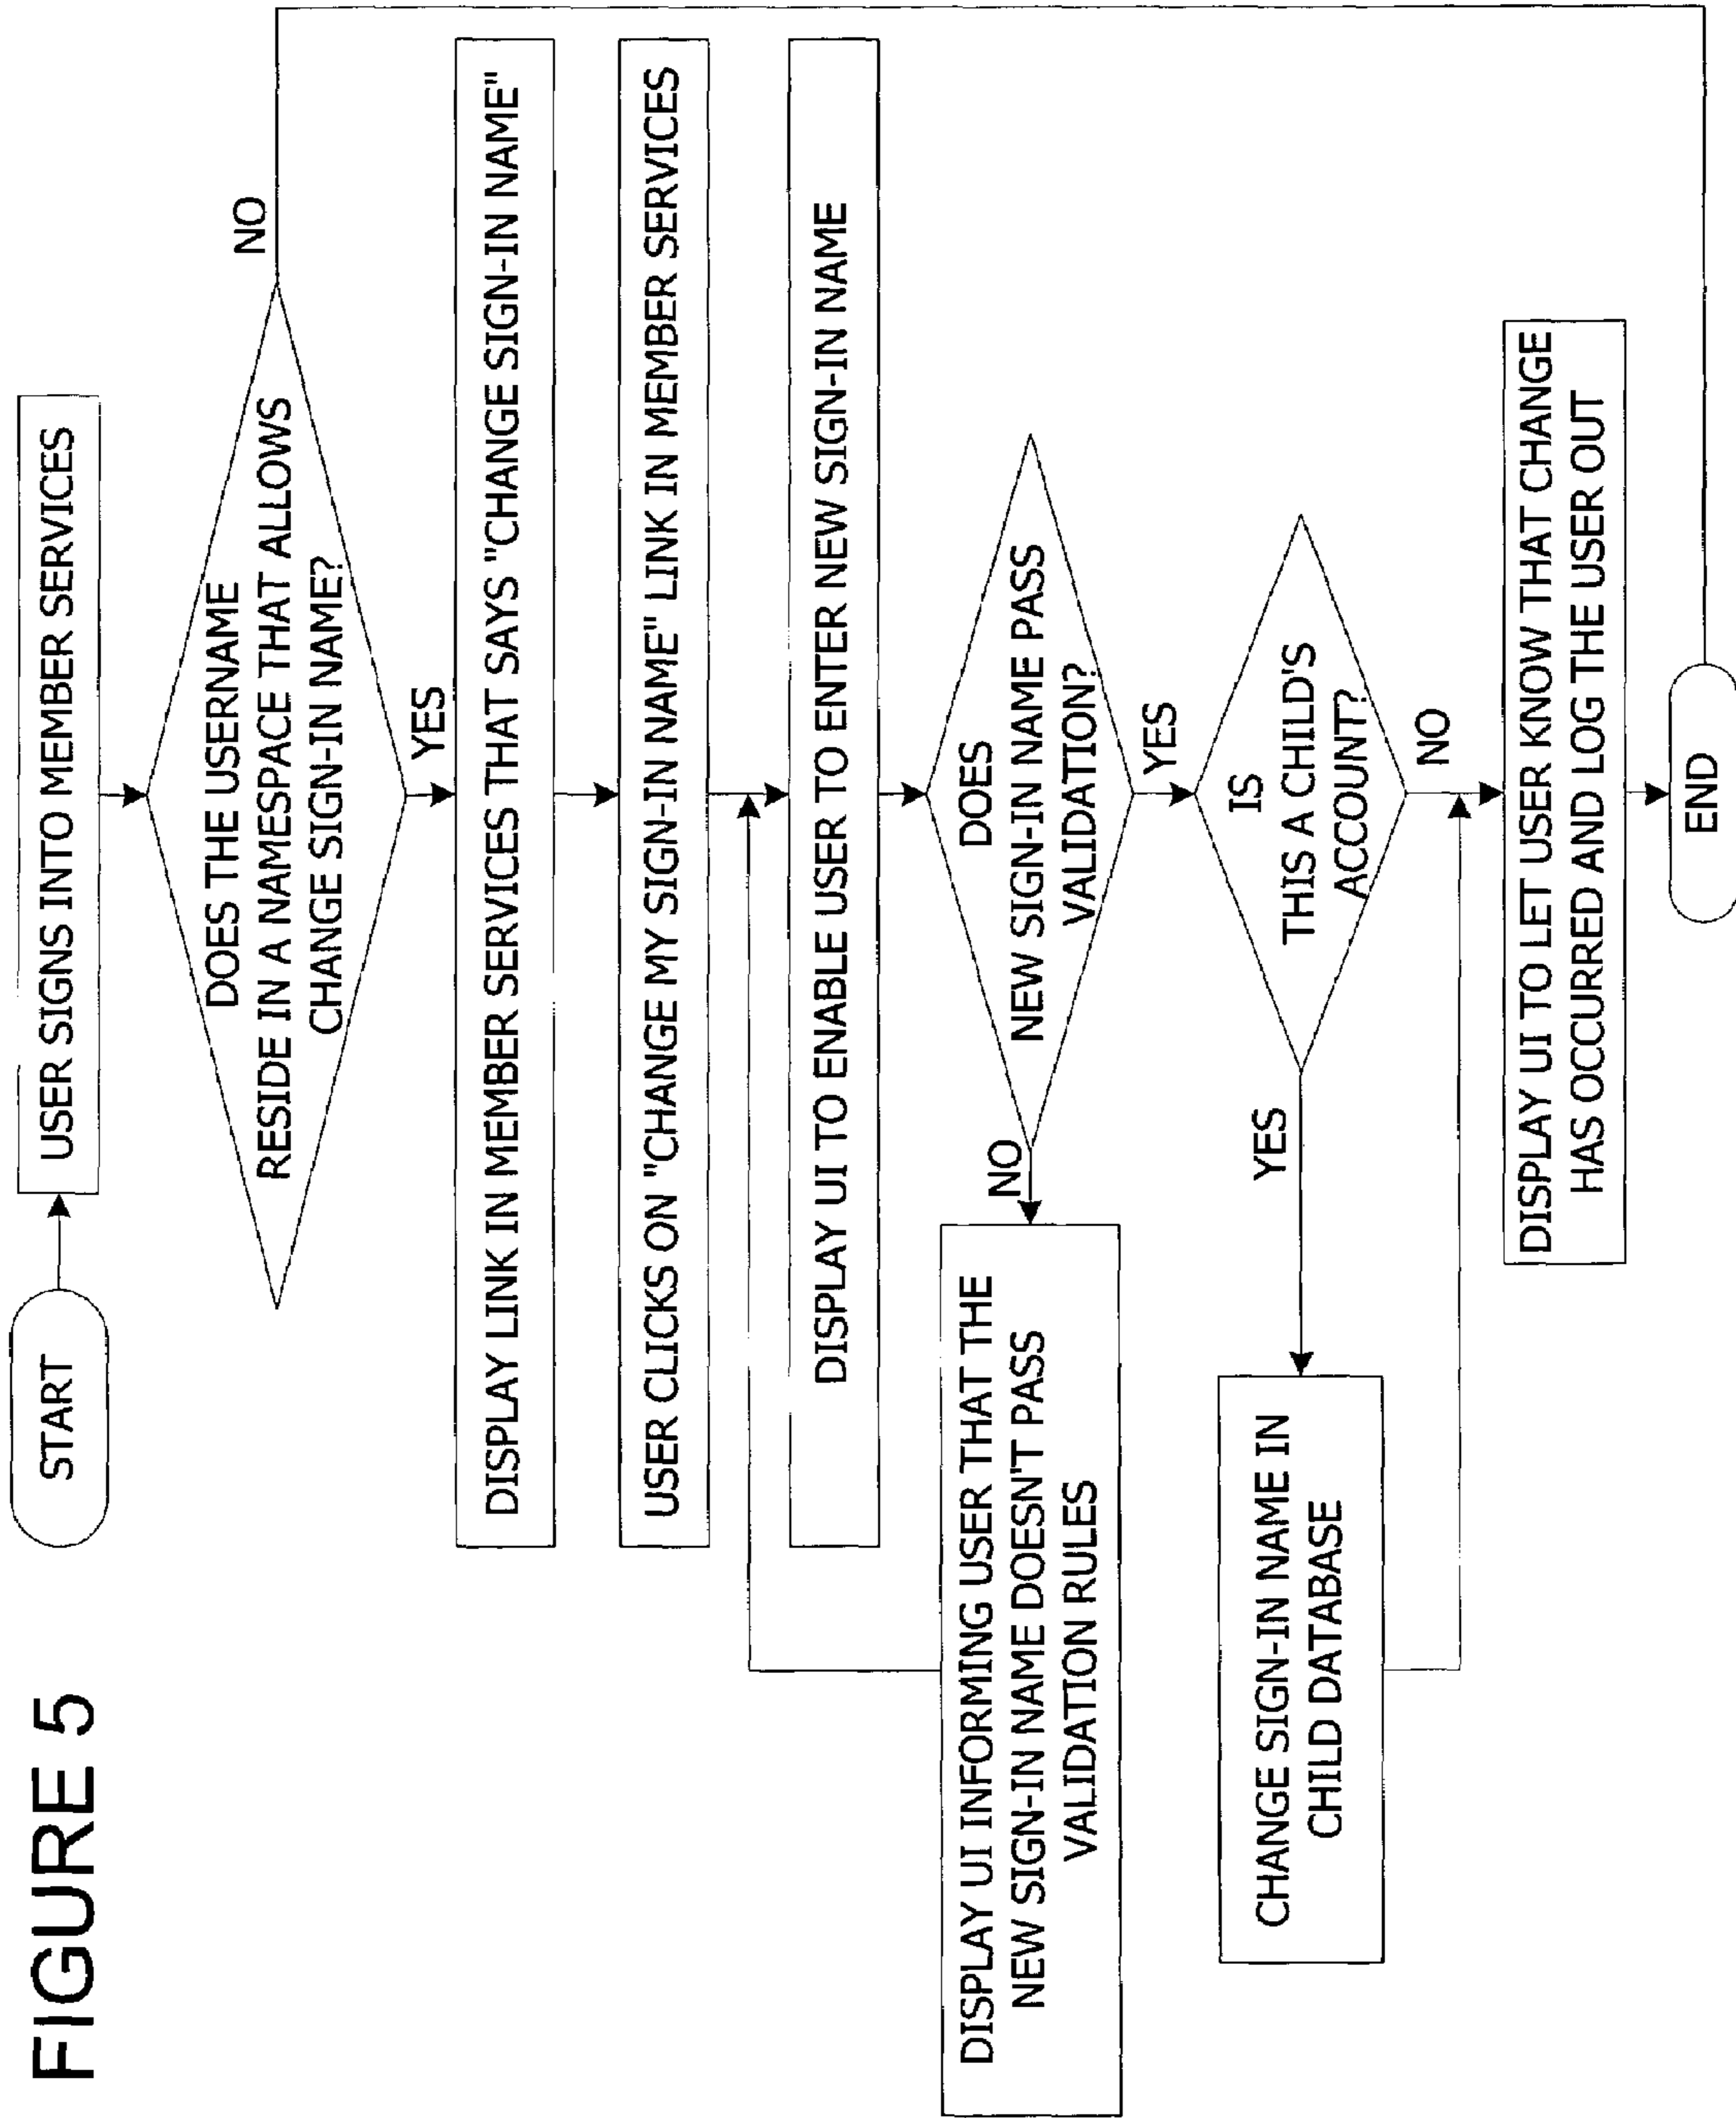 FIGURE 5
START
USER SIGNS INTO MEMBER SERVICES
DOES THE USERNAME
RESIDE IN A NAMESPACE THAT ALLOWS
CHANGE SIGN-IN NAME?
NO
YES
DISPLAY LINK IN MEMBER SERVICES THAT SAYS "CHANGE SIGN-IN NAME"
USER CLICKS ON "CHANGE MY SIGN-IN NAME" LINK IN MEMBER SERVICES
DISPLAY UI TO ENABLE USER TO ENTER NEW SIGN-IN NAME
DOES
NEW SIGN-IN NAME PASS
VALIDATION?
NO
YES
DISPLAY UI INFORMING USER THAT THE
NEW SIGN-IN NAME DOESN'T PASS
VALIDATION RULES
IS
THIS A CHILD'S
ACCOUNT?
YES
NO
CHANGE SIGN-IN NAME IN
CHILD DATABASE
DISPLAY UI TO LET USER KNOW THAT CHANGE
HAS OCCURRED AND LOG THE USER OUT
END